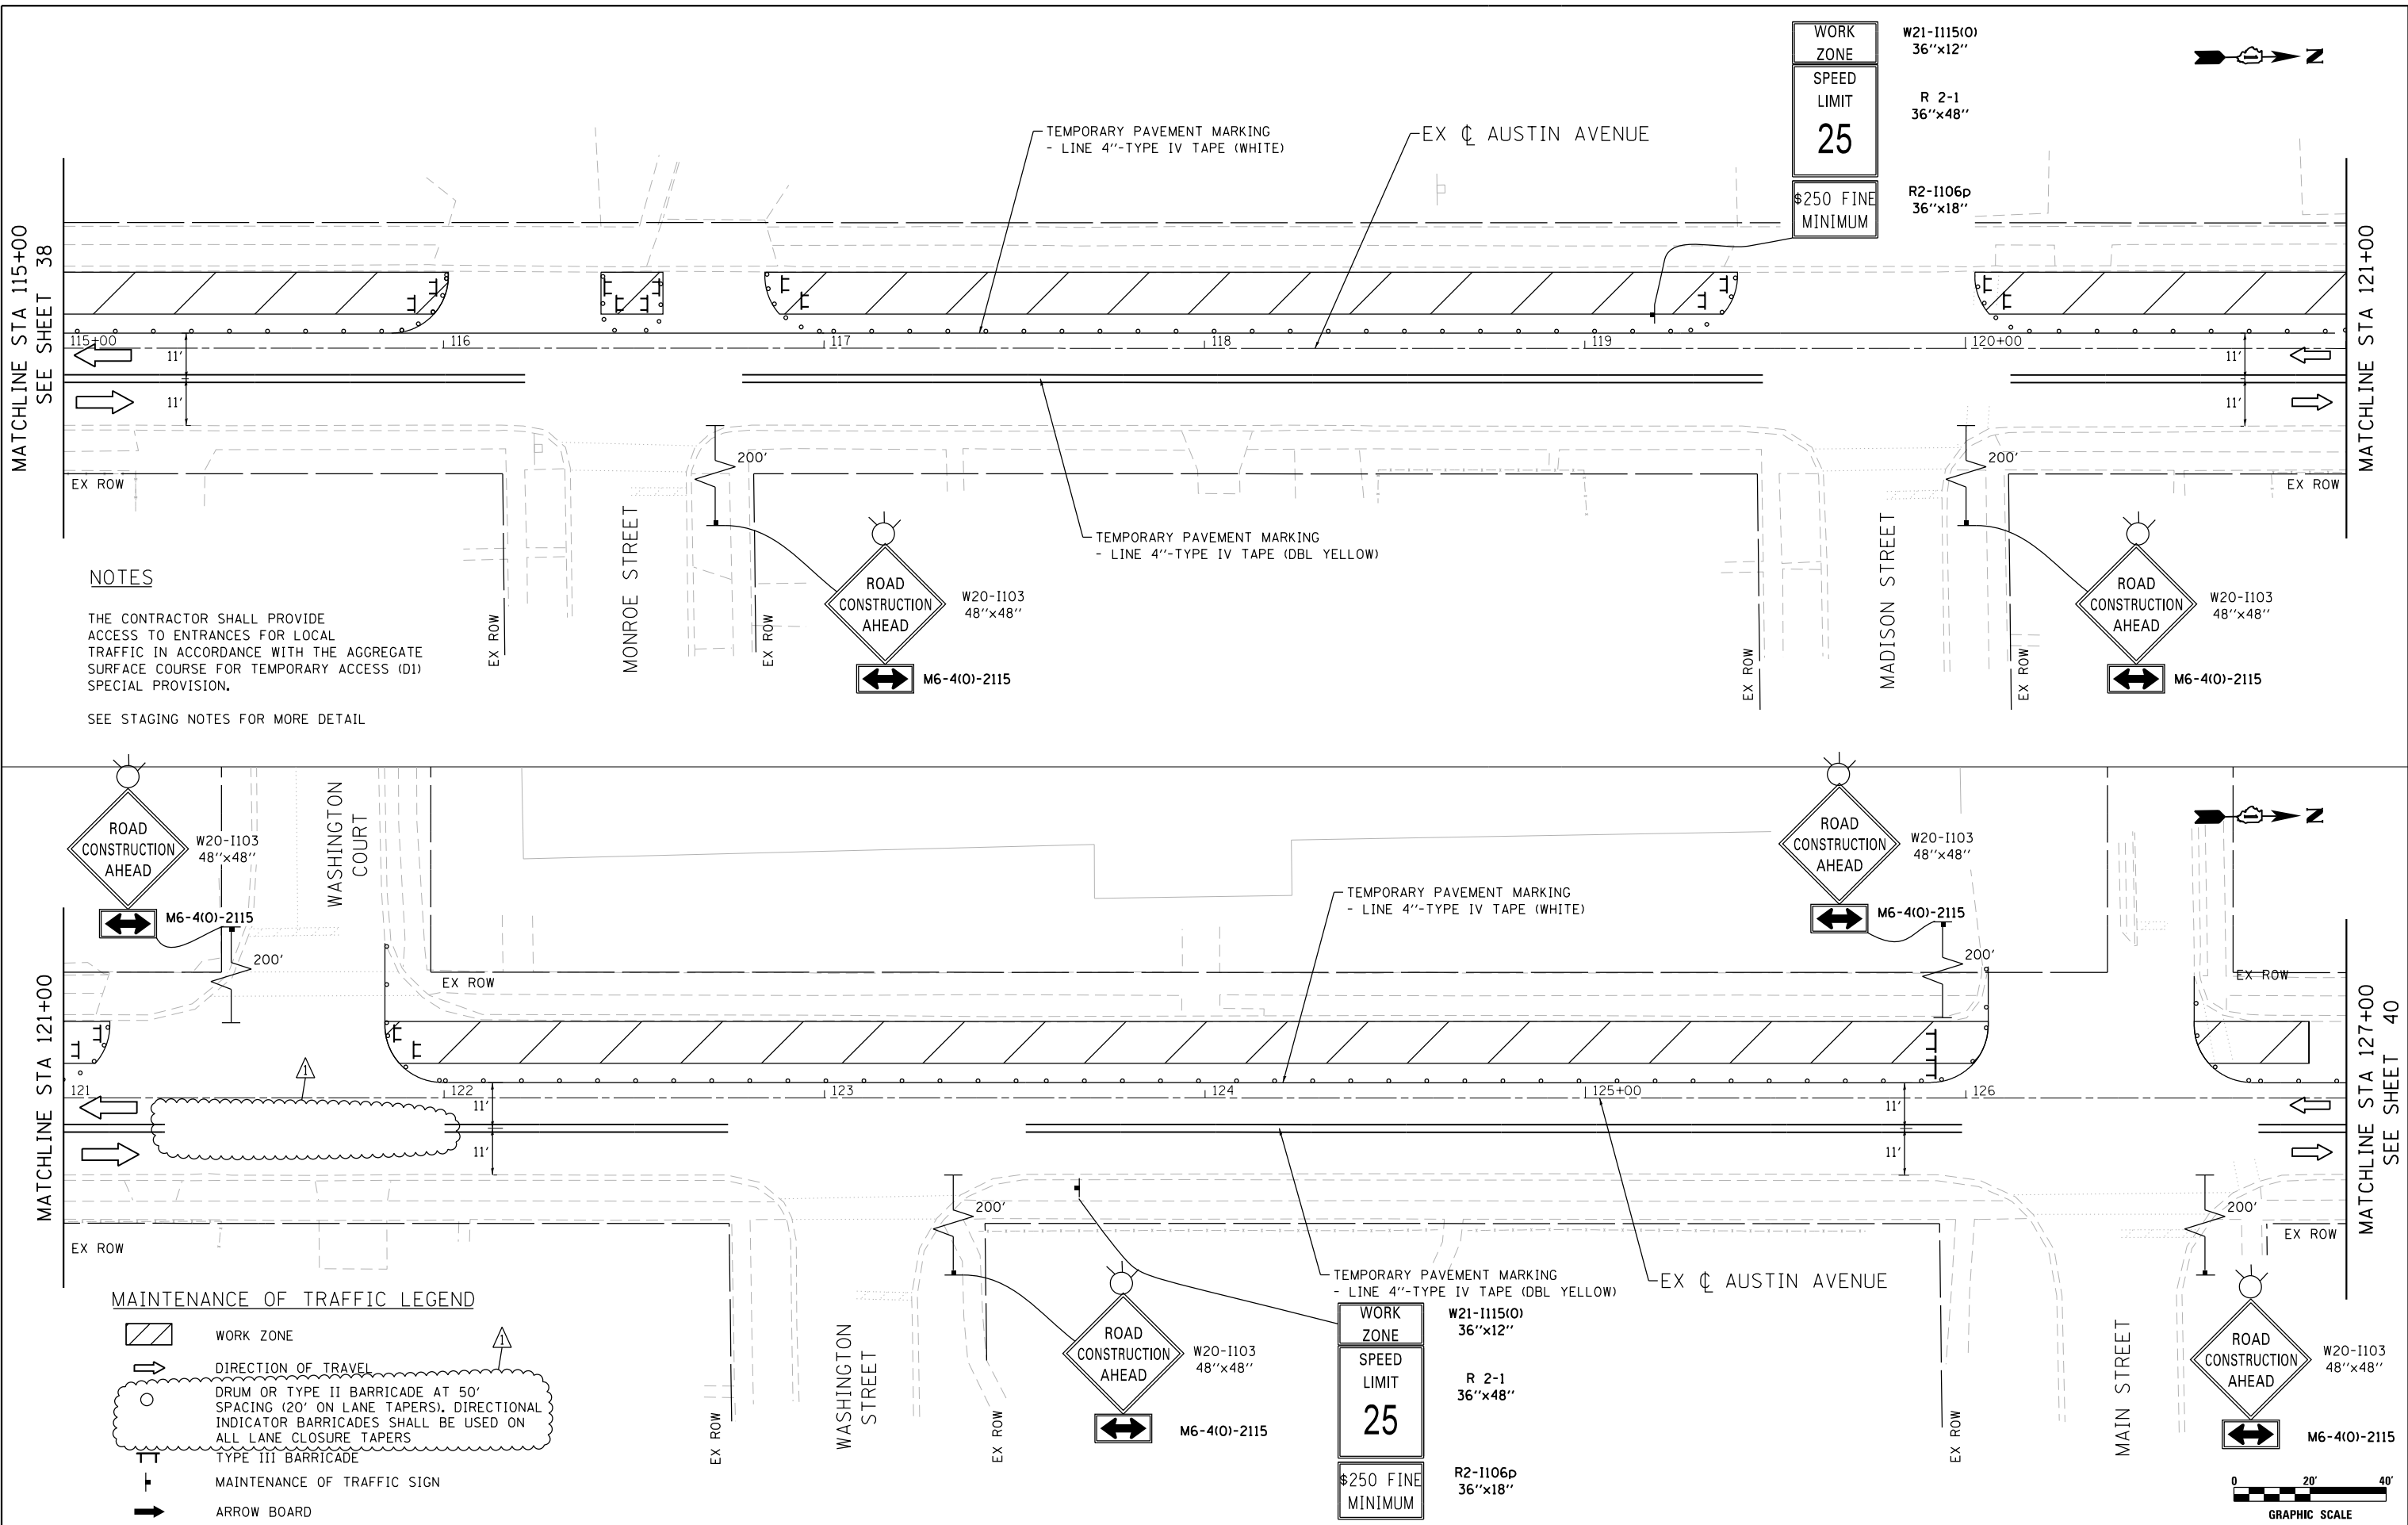 WORK
ZONE
SPEED
LIMIT
25
$250 FINE
MINIMUM
W21-I115(O)
36''x12''
R 2-1
36''x48''
R2-I106p
36''x18''
N
TEMPORARY PAVEMENT MARKING
- LINE 4''-TYPE IV TAPE (WHITE)
EX ℄ AUSTIN AVENUE
MATCHLINE STA 115+00
SEE SHEET 38
MATCHLINE STA 121+00
115+00
116
117
118
119
120+00
11'
11'
11'
11'
EX ROW
200'
200'
EX ROW
TEMPORARY PAVEMENT MARKING
- LINE 4''-TYPE IV TAPE (DBL YELLOW)
EX ROW
MONROE STREET
EX ROW
ROAD
CONSTRUCTION
AHEAD
W20-I103
48''x48''
M6-4(O)-2115
EX ROW
MADISON STREET
EX ROW
ROAD
CONSTRUCTION
AHEAD
W20-I103
48''x48''
M6-4(O)-2115
NOTES
THE CONTRACTOR SHALL PROVIDE
ACCESS TO ENTRANCES FOR LOCAL
TRAFFIC IN ACCORDANCE WITH THE AGGREGATE
SURFACE COURSE FOR TEMPORARY ACCESS (D1)
SPECIAL PROVISION.
SEE STAGING NOTES FOR MORE DETAIL
ROAD
CONSTRUCTION
AHEAD
W20-I103
48''x48''
M6-4(O)-2115
WASHINGTON
COURT
ROAD
CONSTRUCTION
AHEAD
W20-I103
48''x48''
M6-4(O)-2115
N
TEMPORARY PAVEMENT MARKING
- LINE 4''-TYPE IV TAPE (WHITE)
200'
200'
EX ROW
EX ROW
MATCHLINE STA 121+00
MATCHLINE STA 127+00
SEE SHEET 40
1
121
122
123
124
125+00
126
11'
11'
11'
11'
200'
200'
EX ROW
EX ROW
TEMPORARY PAVEMENT MARKING
- LINE 4''-TYPE IV TAPE (DBL YELLOW)
EX ℄ AUSTIN AVENUE
EX ROW
WASHINGTON
STREET
EX ROW
ROAD
CONSTRUCTION
AHEAD
W20-I103
48''x48''
M6-4(O)-2115
WORK
ZONE
SPEED
LIMIT
25
$250 FINE
MINIMUM
W21-I115(O)
36''x12''
R 2-1
36''x48''
R2-I106p
36''x18''
EX ROW
MAIN STREET
ROAD
CONSTRUCTION
AHEAD
W20-I103
48''x48''
M6-4(O)-2115
MAINTENANCE OF TRAFFIC LEGEND
WORK ZONE
1
DIRECTION OF TRAVEL
DRUM OR TYPE II BARRICADE AT 50'
SPACING (20' ON LANE TAPERS). DIRECTIONAL
INDICATOR BARRICADES SHALL BE USED ON
ALL LANE CLOSURE TAPERS
TYPE III BARRICADE
MAINTENANCE OF TRAFFIC SIGN
ARROW BOARD
0 20' 40'
GRAPHIC SCALE